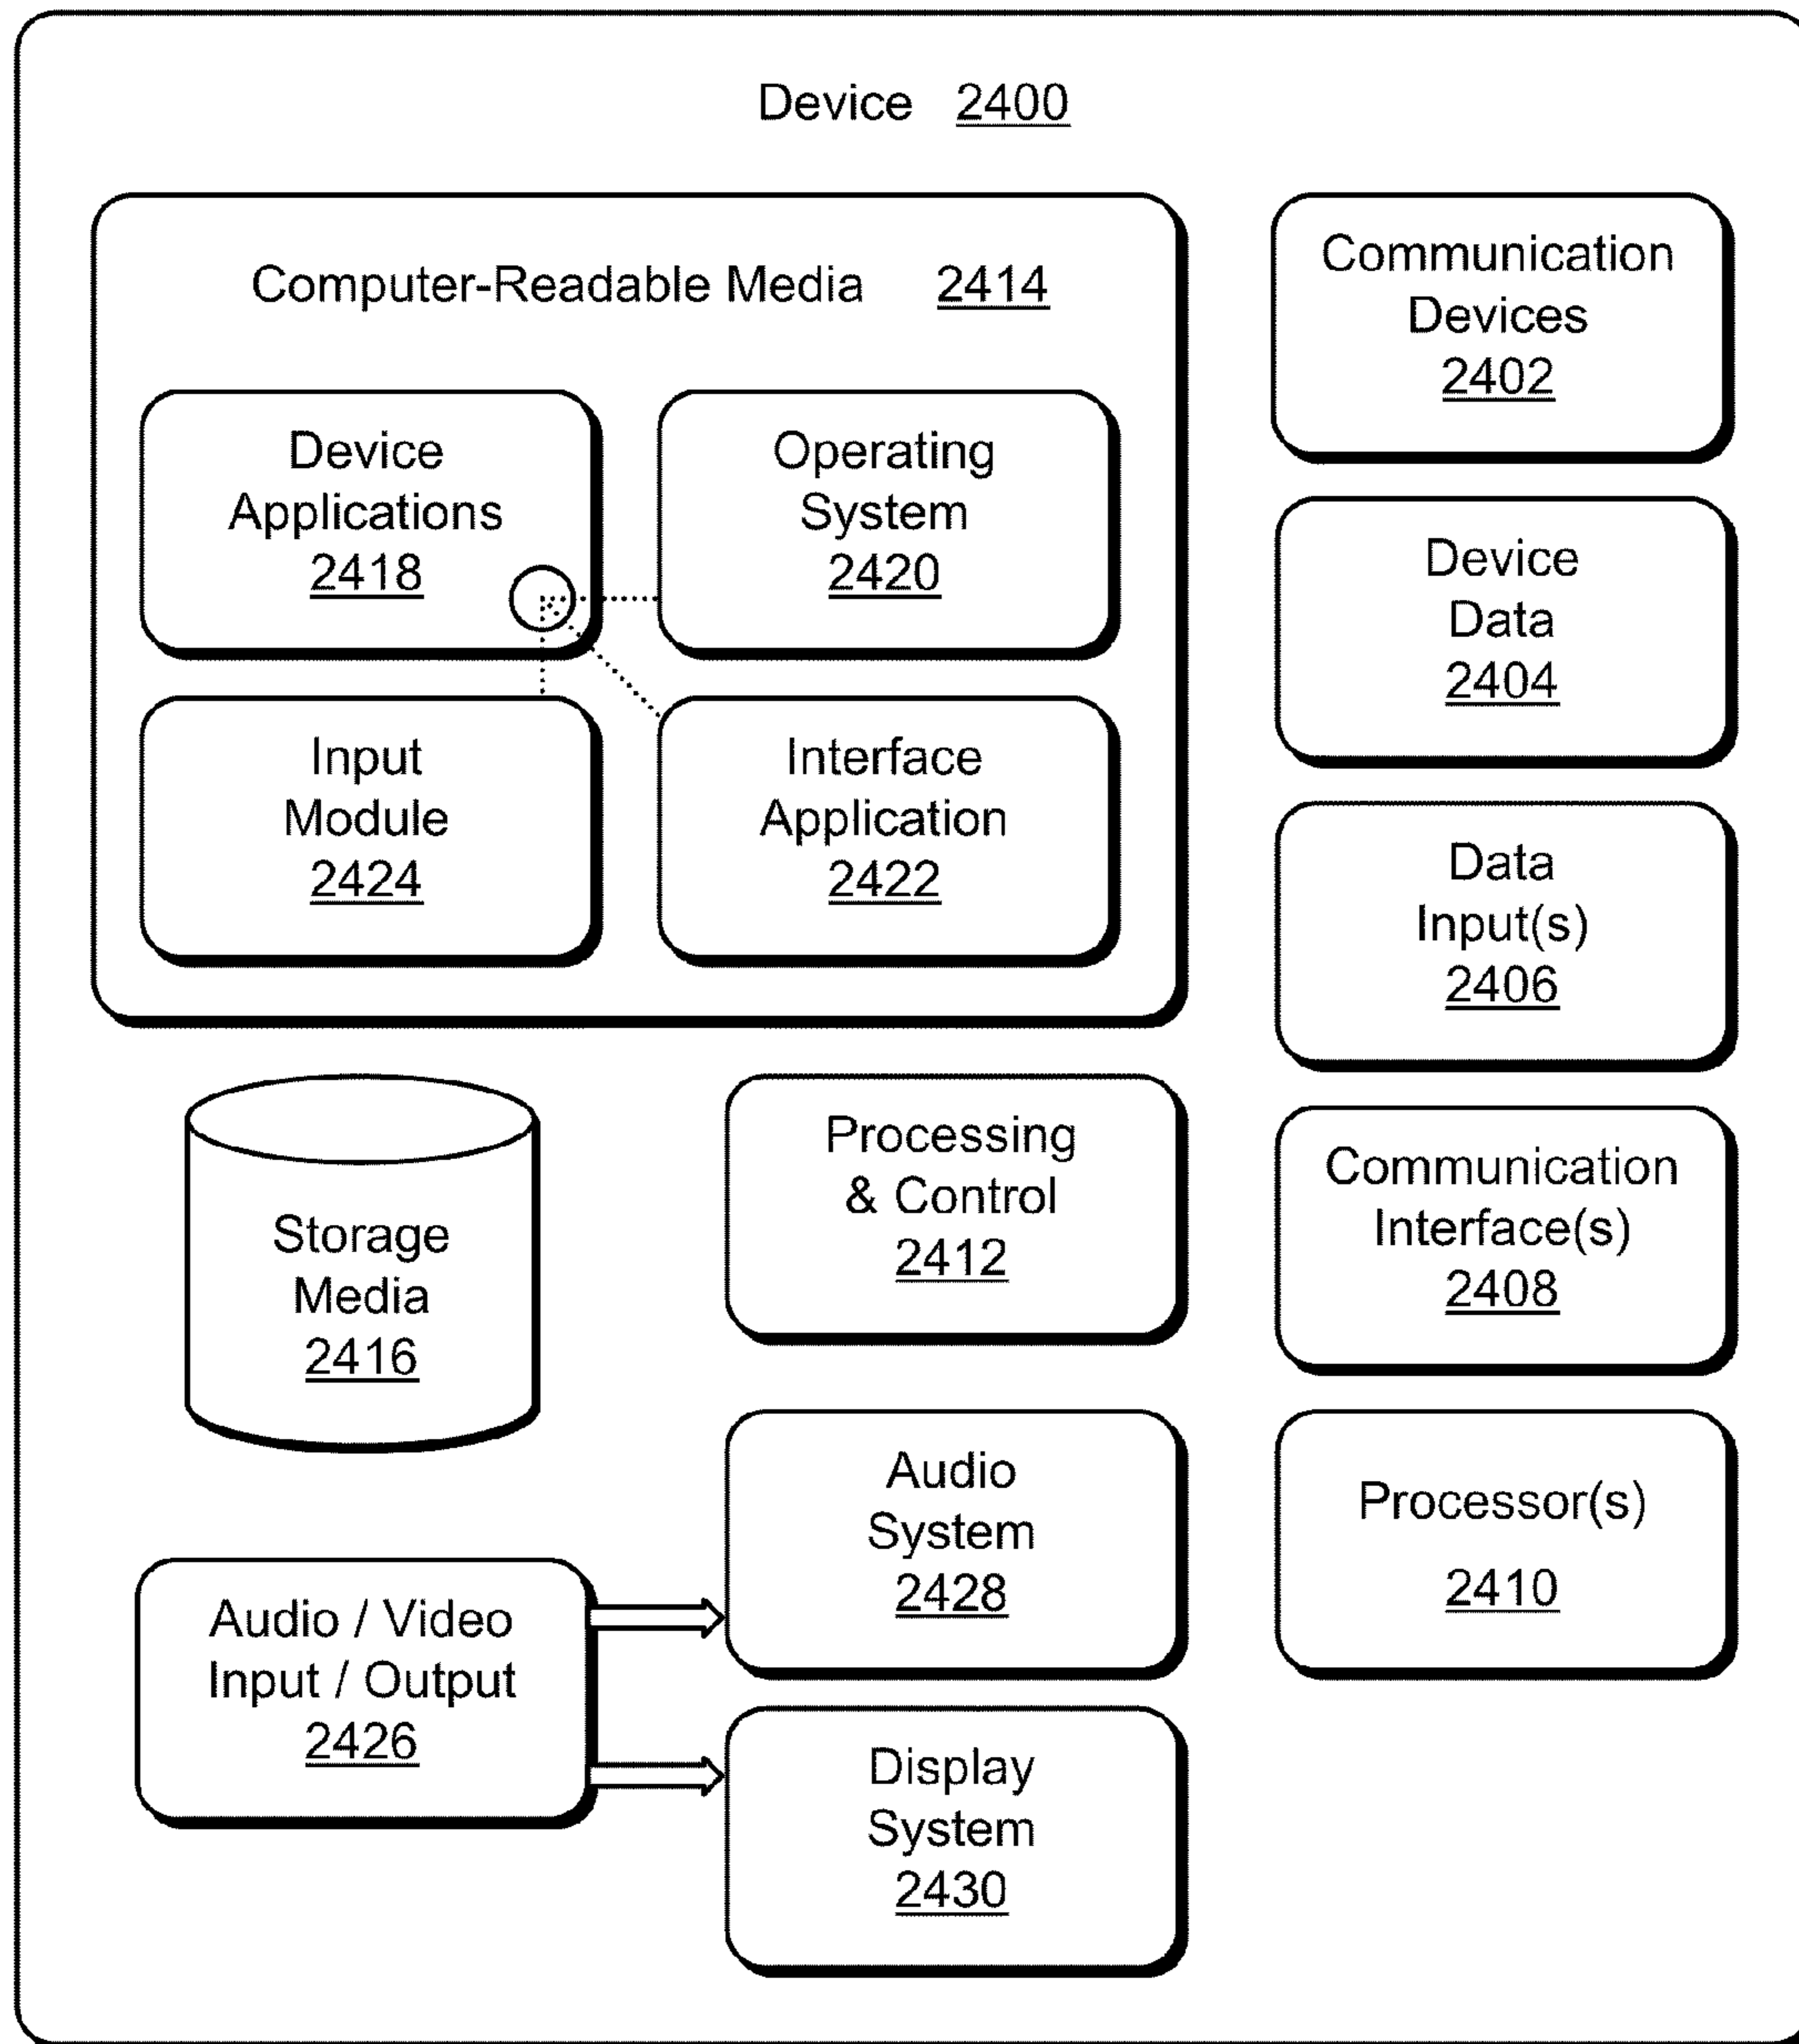 Device 2400
Computer-Readable Media 2414
Device
Applications
2418
Operating
System
2420
Input
Module
2424
Interface
Application
2422
Storage
Media
2416
Processing
& Control
2412
Audio / Video
Input / Output
2426
Audio
System
2428
Display
System
2430
Communication
Devices
2402
Device
Data
2404
Data
Input(s)
2406
Communication
Interface(s)
2408
Processor(s)
2410